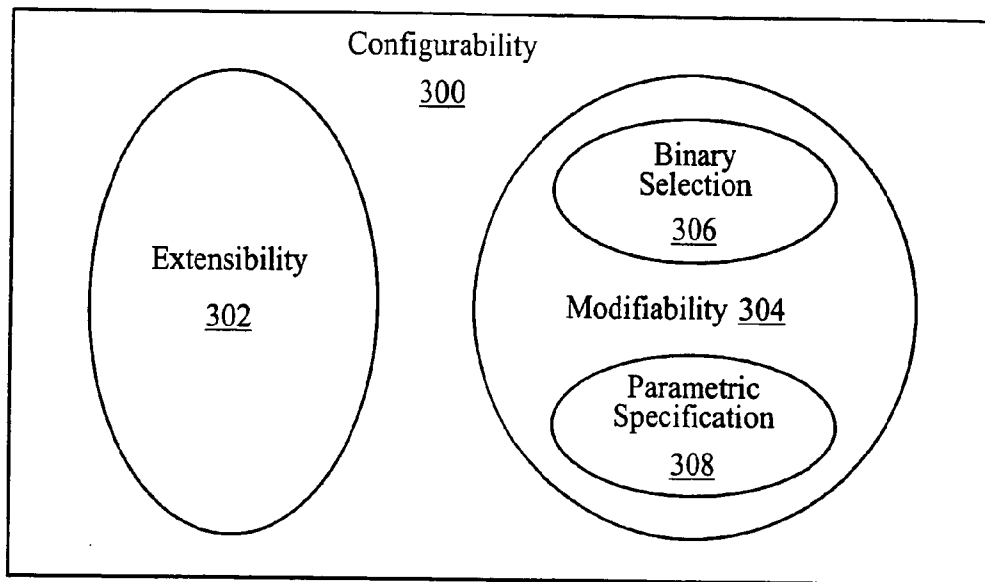 Configurability
300
Extensibility
302
Binary
Selection
306
Modifiability 304
Parametric
Specification
308